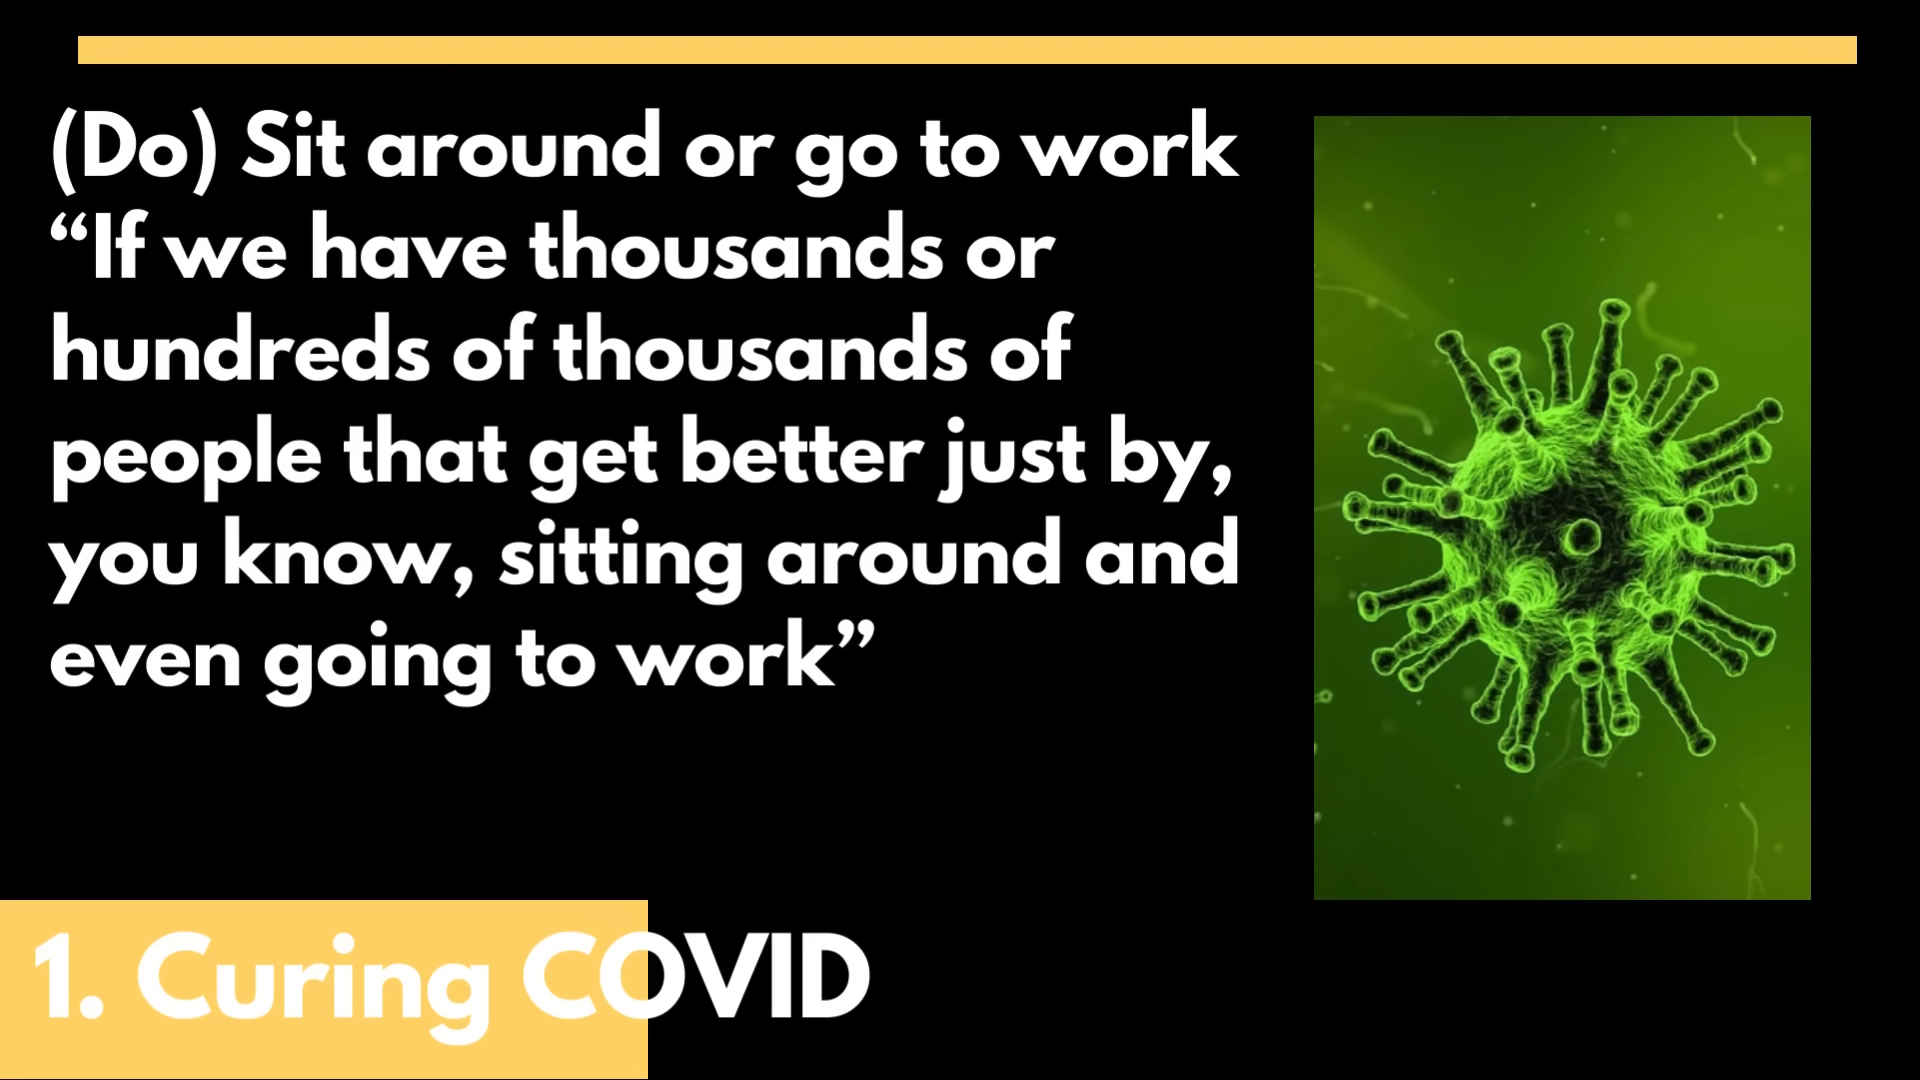 (Do) Sit around or go to work
“If we have thousands or
hundreds of thousands of
people that get better just by,
you know, sitting around and
even going to work”
1. Curing COVID